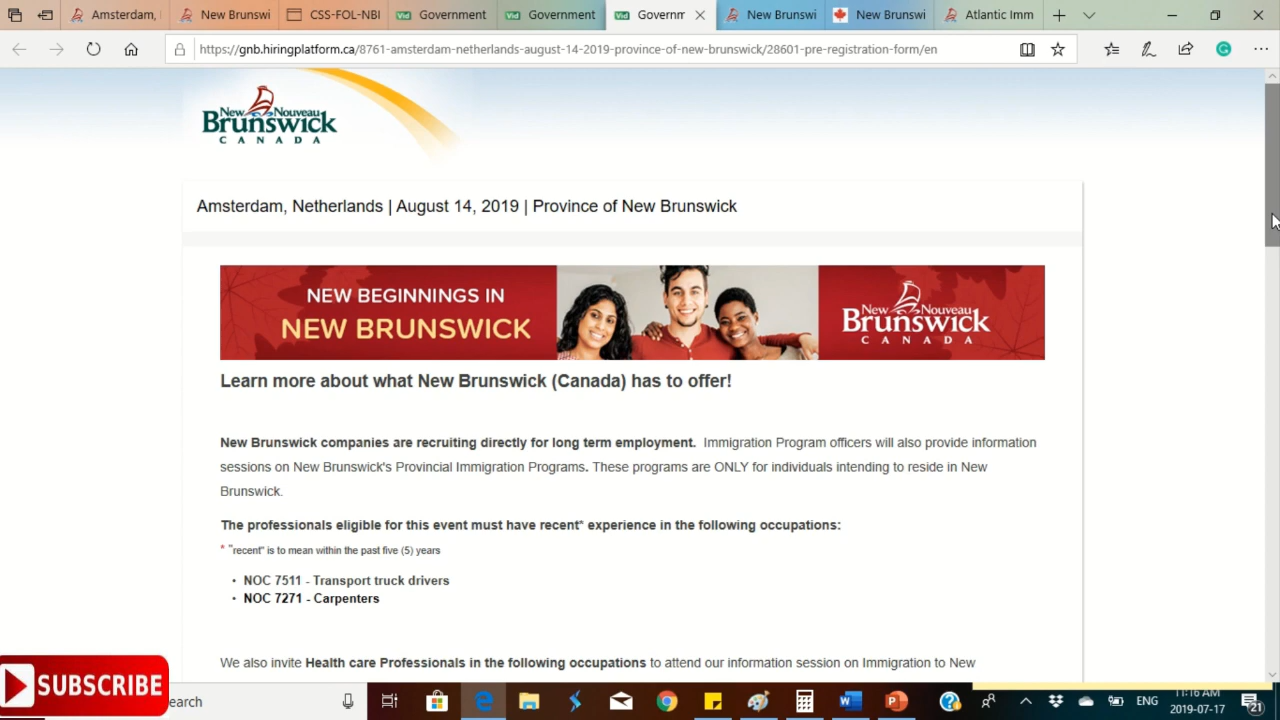 Amsterdam,
New Brunswi
CSS-FOL-NBI
Government
Government
Governm
New Brunswi
New Brunswi
Atlantic Imm
https://gnb.hiringplatform.ca/8761-amsterdam-netherlands-august-14-2019-province-of-new-brunswick/28601-pre-registration-form/en
New Nouveau
Brunswick
CANADA
Amsterdam, Netherlands | August 14, 2019 | Province of New Brunswick
NEW BEGINNINGS IN
NEW BRUNSWICK
New Nouveau
Brunswick
CANADA
Learn more about what New Brunswick (Canada) has to offer!
New Brunswick companies are recruiting directly for long term employment. Immigration Program officers will also provide information
sessions on New Brunswick's Provincial Immigration Programs. These programs are ONLY for individuals intending to reside in New
Brunswick.
The professionals eligible for this event must have recent* experience in the following occupations:
* "recent" is to mean within the past five (5) years
• NOC 7511 - Transport truck drivers
• NOC 7271 - Carpenters
We also invite Health care Professionals in the following occupations to attend our information session on Immigration to New
SUBSCRIBE
earch
ENG
11:16 AM
2019-07-17
21